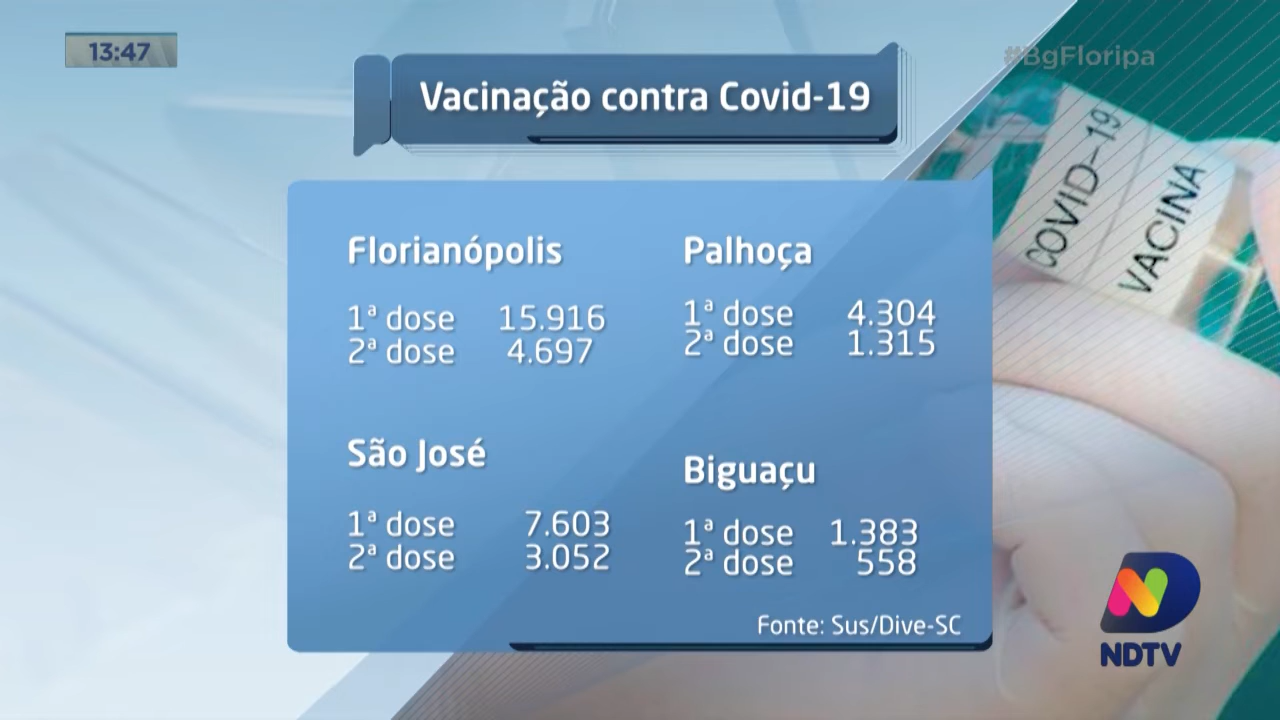 13:47
Vacinação contra Covid-19
#BgFloripa
COVID-19
VACINA
Florianópolis
1ª dose 15.916
2ª dose 4.697
Palhoça
1ª dose 4.304
2ª dose 1.315
São José
1ª dose 7.603
2ª dose 3.052
Biguaçu
1ª dose 1.383
2ª dose 558
Fonte: Sus/Dive-SC
NDTV